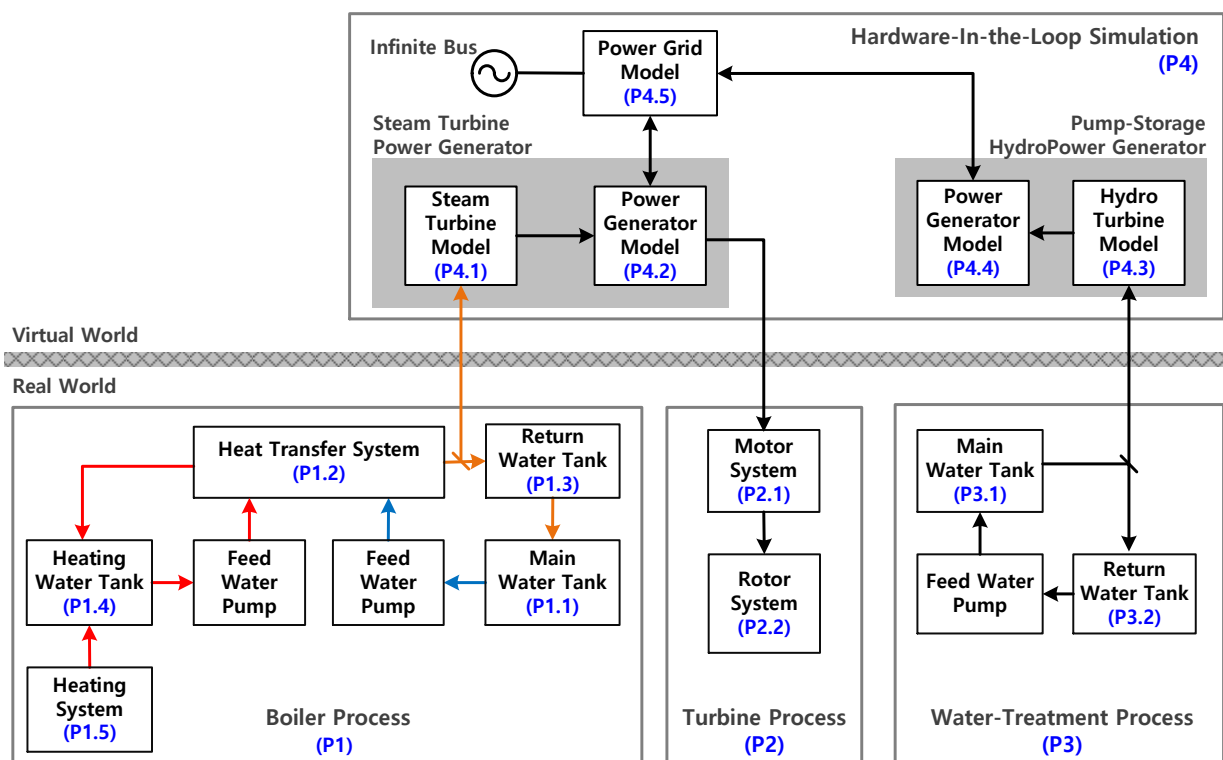 Infinite Bus
Power Grid
Model
(P4.5)
Hardware-In-the-Loop Simulation
(P4)
Steam Turbine
Power Generator
Pump-Storage
HydroPower Generator
Steam
Turbine
Model
(P4.1)
Power
Generator
Model
(P4.2)
Power
Generator
Model
(P4.4)
Hydro
Turbine
Model
(P4.3)
Virtual World
Real World
Heat Transfer System
(P1.2)
Return
Water Tank
(P1.3)
Heating
Water Tank
(P1.4)
Feed
Water
Pump
Feed
Water
Pump
Main
Water Tank
(P1.1)
Heating
System
(P1.5)
Boiler Process
(P1)
Motor
System
(P2.1)
Rotor
System
(P2.2)
Turbine Process
(P2)
Main
Water Tank
(P3.1)
Feed Water
Pump
Return
Water Tank
(P3.2)
Water-Treatment Process
(P3)